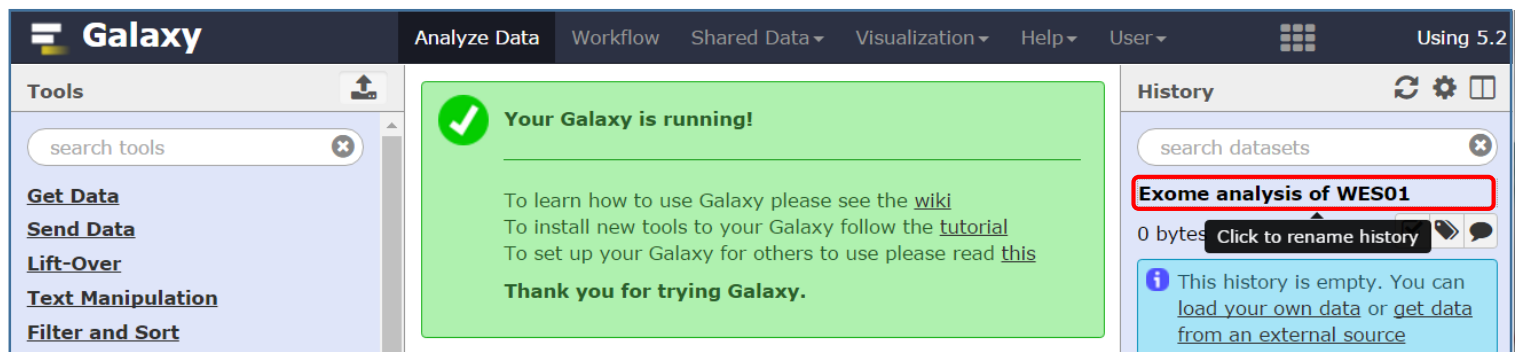 Galaxy
Analyze Data Workflow Shared Data Visualization Help User Using 5.2
Tools
search tools
Get Data
Send Data
Lift-Over
Text Manipulation
Filter and Sort
Your Galaxy is running!
To learn how to use Galaxy please see the wiki
To install new tools to your Galaxy follow the tutorial
To set up your Galaxy for others to use please read this
Thank you for trying Galaxy.
History
search datasets
Exome analysis of WES01
0 bytes
Click to rename history
This history is empty. You can
load your own data or get data
from an external source